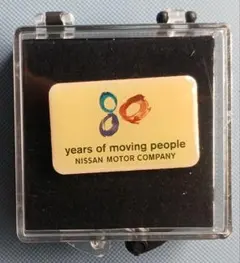 80
years of moving people
NISSAN MOTOR COMPANY